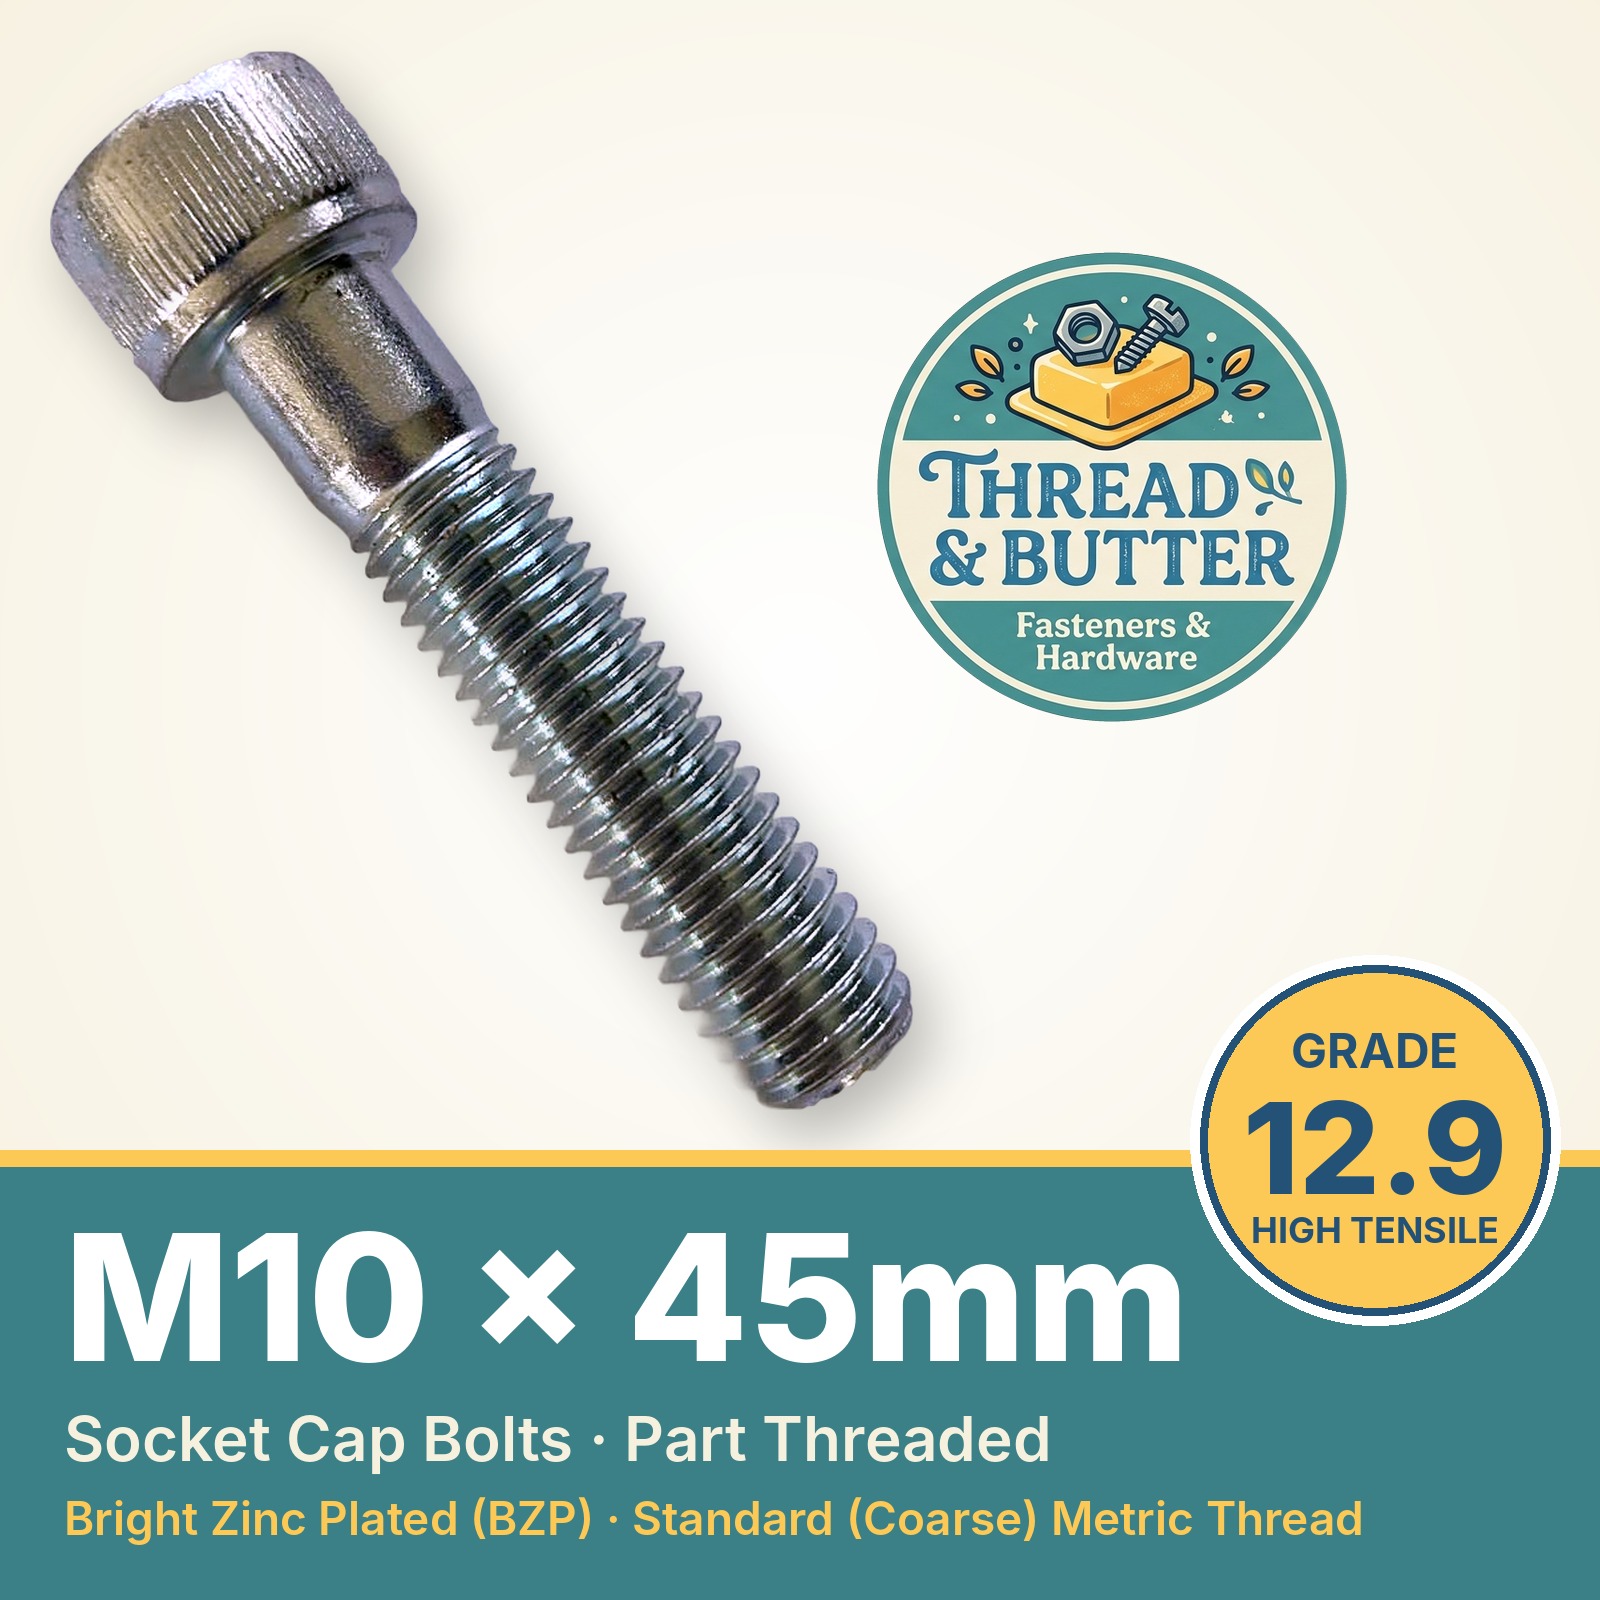 THREAD
& BUTTER
Fasteners &
Hardware
GRADE
12.9
HIGH TENSILE
M10 × 45mm
Socket Cap Bolts · Part Threaded
Bright Zinc Plated (BZP) · Standard (Coarse) Metric Thread